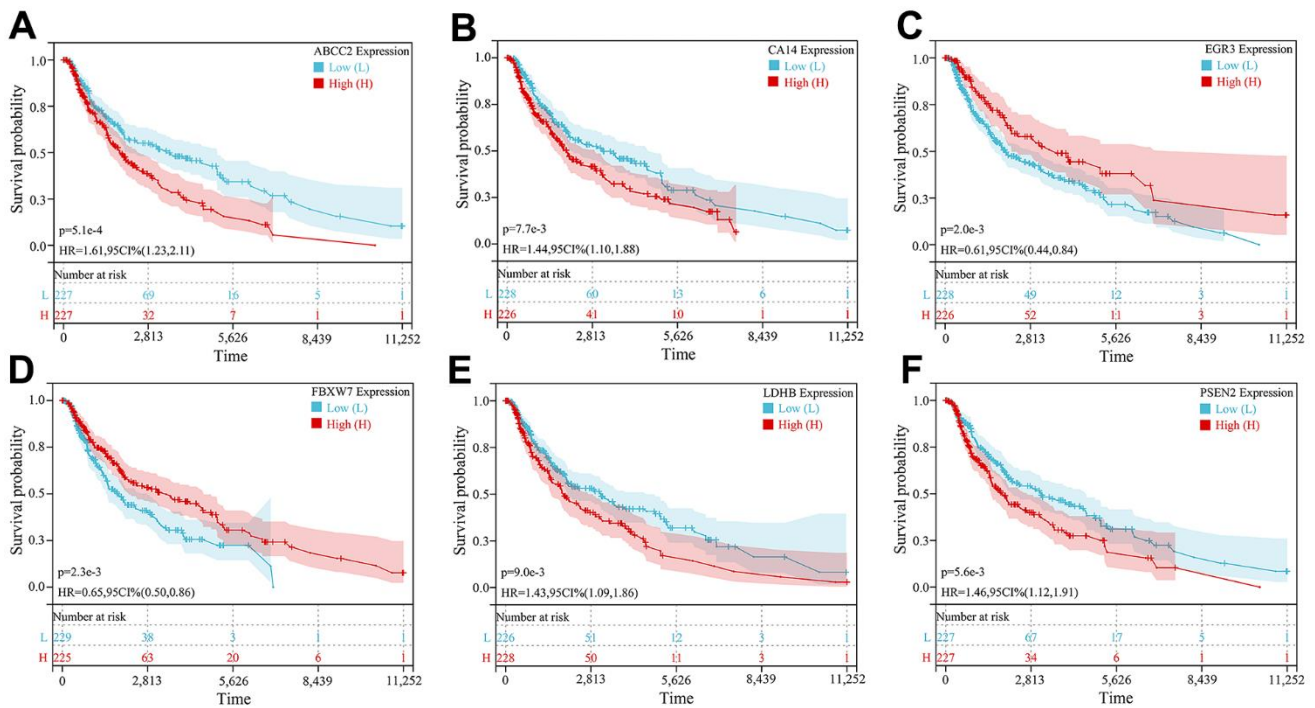 A
ABCC2 Expression
Low (L)
High (H)
Survival probability
1.0
0.8
0.5
0.3
0.0
p=5.1e-4
HR=1.61,95CI%(1.23,2.11)
Number at risk
L 227 69 16 5 1
H 227 32 7 1 1
0 2,813 5,626 8,439 11,252
Time
B
CA14 Expression
Low (L)
High (H)
Survival probability
1.0
0.8
0.5
0.3
0.0
p=7.7e-3
HR=1.44,95CI%(1.10,1.88)
Number at risk
L 228 60 13 6 1
H 226 41 10 1 1
0 2,813 5,626 8,439 11,252
Time
C
EGR3 Expression
Low (L)
High (H)
Survival probability
1.0
0.8
0.5
0.3
0.0
p=2.0e-3
HR=0.61,95CI%(0.44,0.84)
Number at risk
L 228 49 12 3 1
H 226 52 11 3 1
0 2,813 5,626 8,439 11,252
Time
D
FBXW7 Expression
Low (L)
High (H)
Survival probability
1.0
0.8
0.5
0.3
0.0
p=2.3e-3
HR=0.65,95CI%(0.50,0.86)
Number at risk
L 229 38 3 1 1
H 225 63 20 6 1
0 2,813 5,626 8,439 11,252
Time
E
LDHB Expression
Low (L)
High (H)
Survival probability
1.0
0.8
0.5
0.3
0.0
p=9.0e-3
HR=1.43,95CI%(1.09,1.86)
Number at risk
L 226 51 12 3 1
H 228 50 11 3 1
0 2,813 5,626 8,439 11,252
Time
F
PSEN2 Expression
Low (L)
High (H)
Survival probability
1.0
0.8
0.5
0.3
0.0
p=5.6e-3
HR=1.46,95CI%(1.12,1.91)
Number at risk
L 227 67 17 5 1
H 227 34 6 1 1
0 2,813 5,626 8,439 11,252
Time